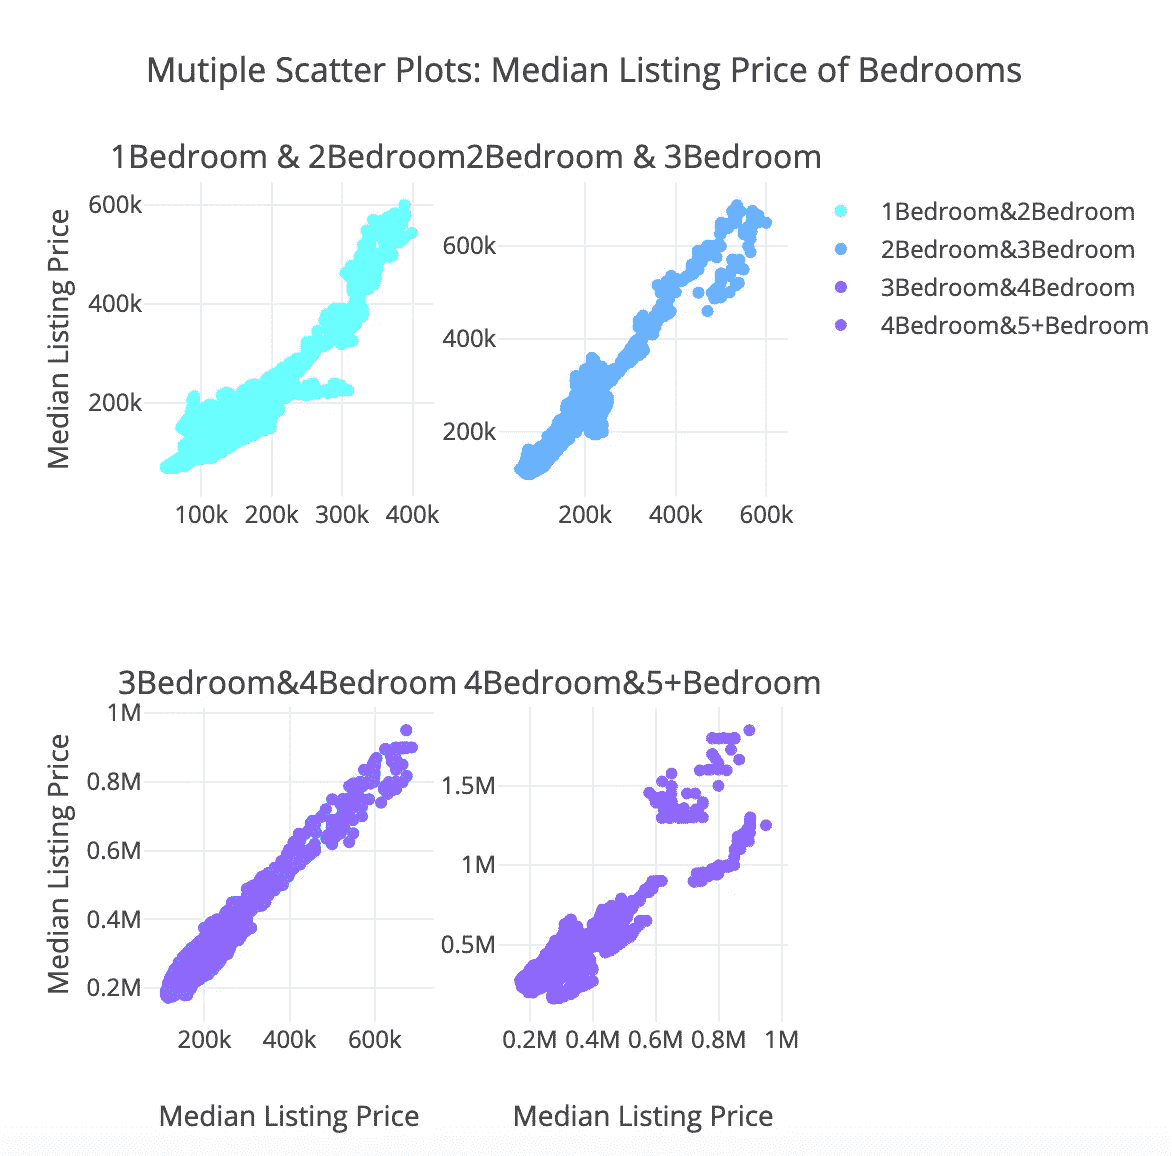 Mutiple Scatter Plots: Median Listing Price of Bedrooms
1Bedroom & 2Bedroom
2Bedroom & 3Bedroom
Median Listing Price
600k
400k
200k
100k 200k 300k 400k
600k
400k
200k
200k 400k 600k
1Bedroom&2Bedroom
2Bedroom&3Bedroom
3Bedroom&4Bedroom
4Bedroom&5+Bedroom
3Bedroom&4Bedroom
4Bedroom&5+Bedroom
Median Listing Price
1M
0.8M
0.6M
0.4M
0.2M
200k 400k 600k
Median Listing Price
1.5M
1M
0.5M
0.2M 0.4M 0.6M 0.8M 1M
Median Listing Price